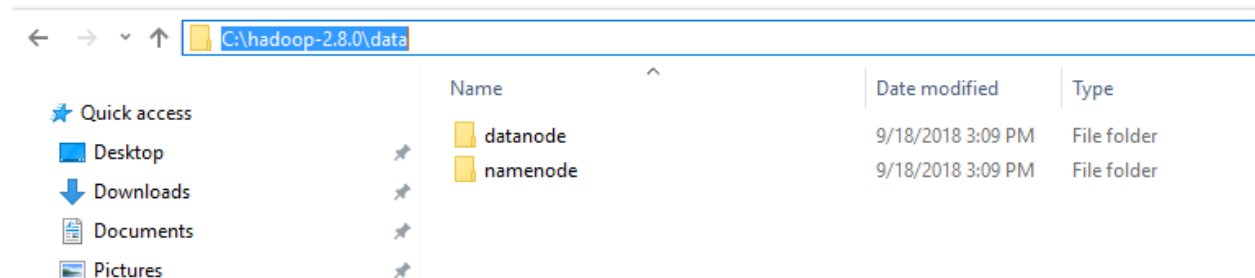 C:\hadoop-2.8.0\data
Name Date modified Type
Quick access
datanode 9/18/2018 3:09 PM File folder
Desktop
namenode 9/18/2018 3:09 PM File folder
Downloads
Documents
Pictures